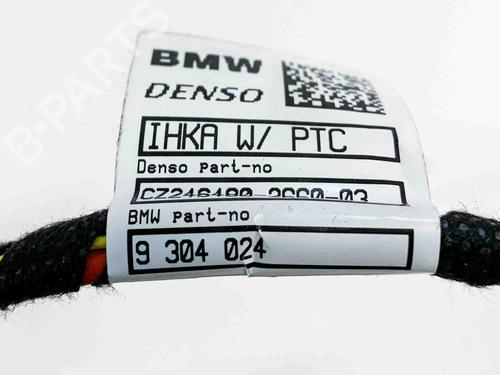 B-PARTS
BMW
DENSO
IHKA W/ PTC
Denso Part-no
BMW part-no
9 304 024